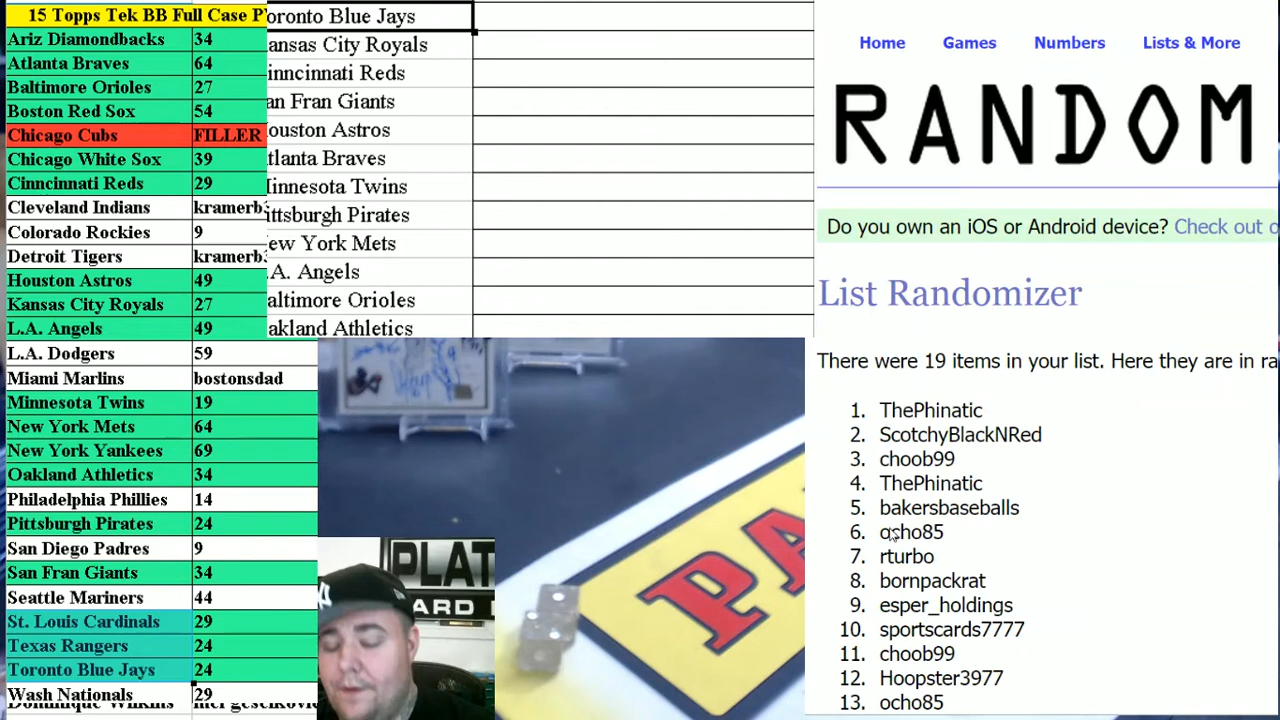 15 Topps Tek BB Full Case P
Ariz Diamondbacks 34
Atlanta Braves 64
Baltimore Orioles 27
Boston Red Sox 54
Chicago Cubs FILLER
Chicago White Sox 39
Cinncinnati Reds 29
Cleveland Indians kramerb
Colorado Rockies 9
Detroit Tigers kramerb
Houston Astros 49
Kansas City Royals 27
L.A. Angels 49
L.A. Dodgers 59
Miami Marlins bostonsdad
Minnesota Twins 19
New York Mets 64
New York Yankees 69
Oakland Athletics 34
Philadelphia Phillies 14
Pittsburgh Pirates 24
San Diego Padres 9
San Fran Giants 34
Seattle Mariners 44
St. Louis Cardinals 29
Texas Rangers 24
Toronto Blue Jays 24
Wash Nationals 29
Dominique Wilkins
oronto Blue Jays
ansas City Royals
inncinnati Reds
an Fran Giants
ouston Astros
tlanta Braves
innesota Twins
ittsburgh Pirates
ew York Mets
.A. Angels
altimore Orioles
akland Athletics
PLAT
ARD
PA
Home Games Numbers Lists & More
RANDOM
Do you own an iOS or Android device? Check out o
List Randomizer
There were 19 items in your list. Here they are in ra
1. ThePhinatic
2. ScotchyBlackNRed
3. choob99
4. ThePhinatic
5. bakersbaseballs
6. ocho85
7. rturbo
8. bornpackrat
9. esper_holdings
10. sportscards7777
11. choob99
12. Hoopster3977
13. ocho85